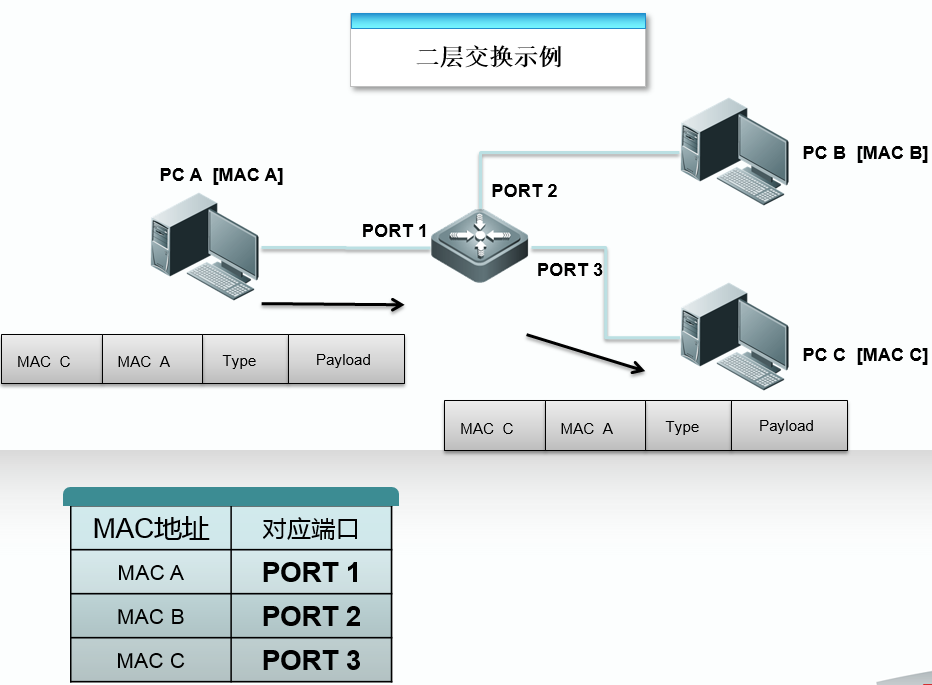 二层交换示例
PC A [MAC A]
PC B [MAC B]
PORT 2
PORT 1
PORT 3
PC C [MAC C]
MAC C MAC A Type Payload
MAC C MAC A Type Payload
MAC地址 对应端口
MAC A PORT 1
MAC B PORT 2
MAC C PORT 3